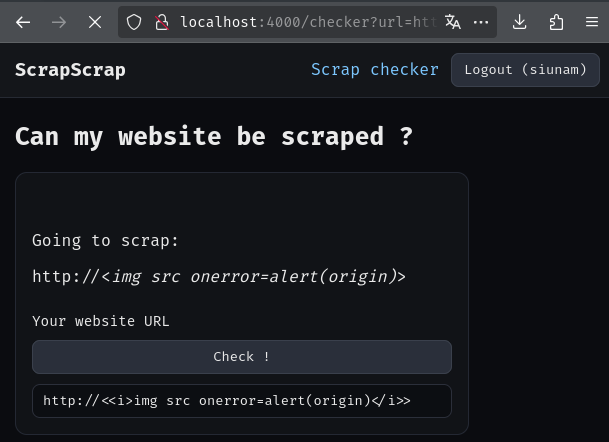 localhost:4000/checker?url=htt
ScrapScrap
Scrap checker
Logout (siunam)
Can my website be scraped ?
Going to scrap:
http://<img src onerror=alert(origin)>
Your website URL
Check !
http://<<i>img src onerror=alert(origin)</i>>